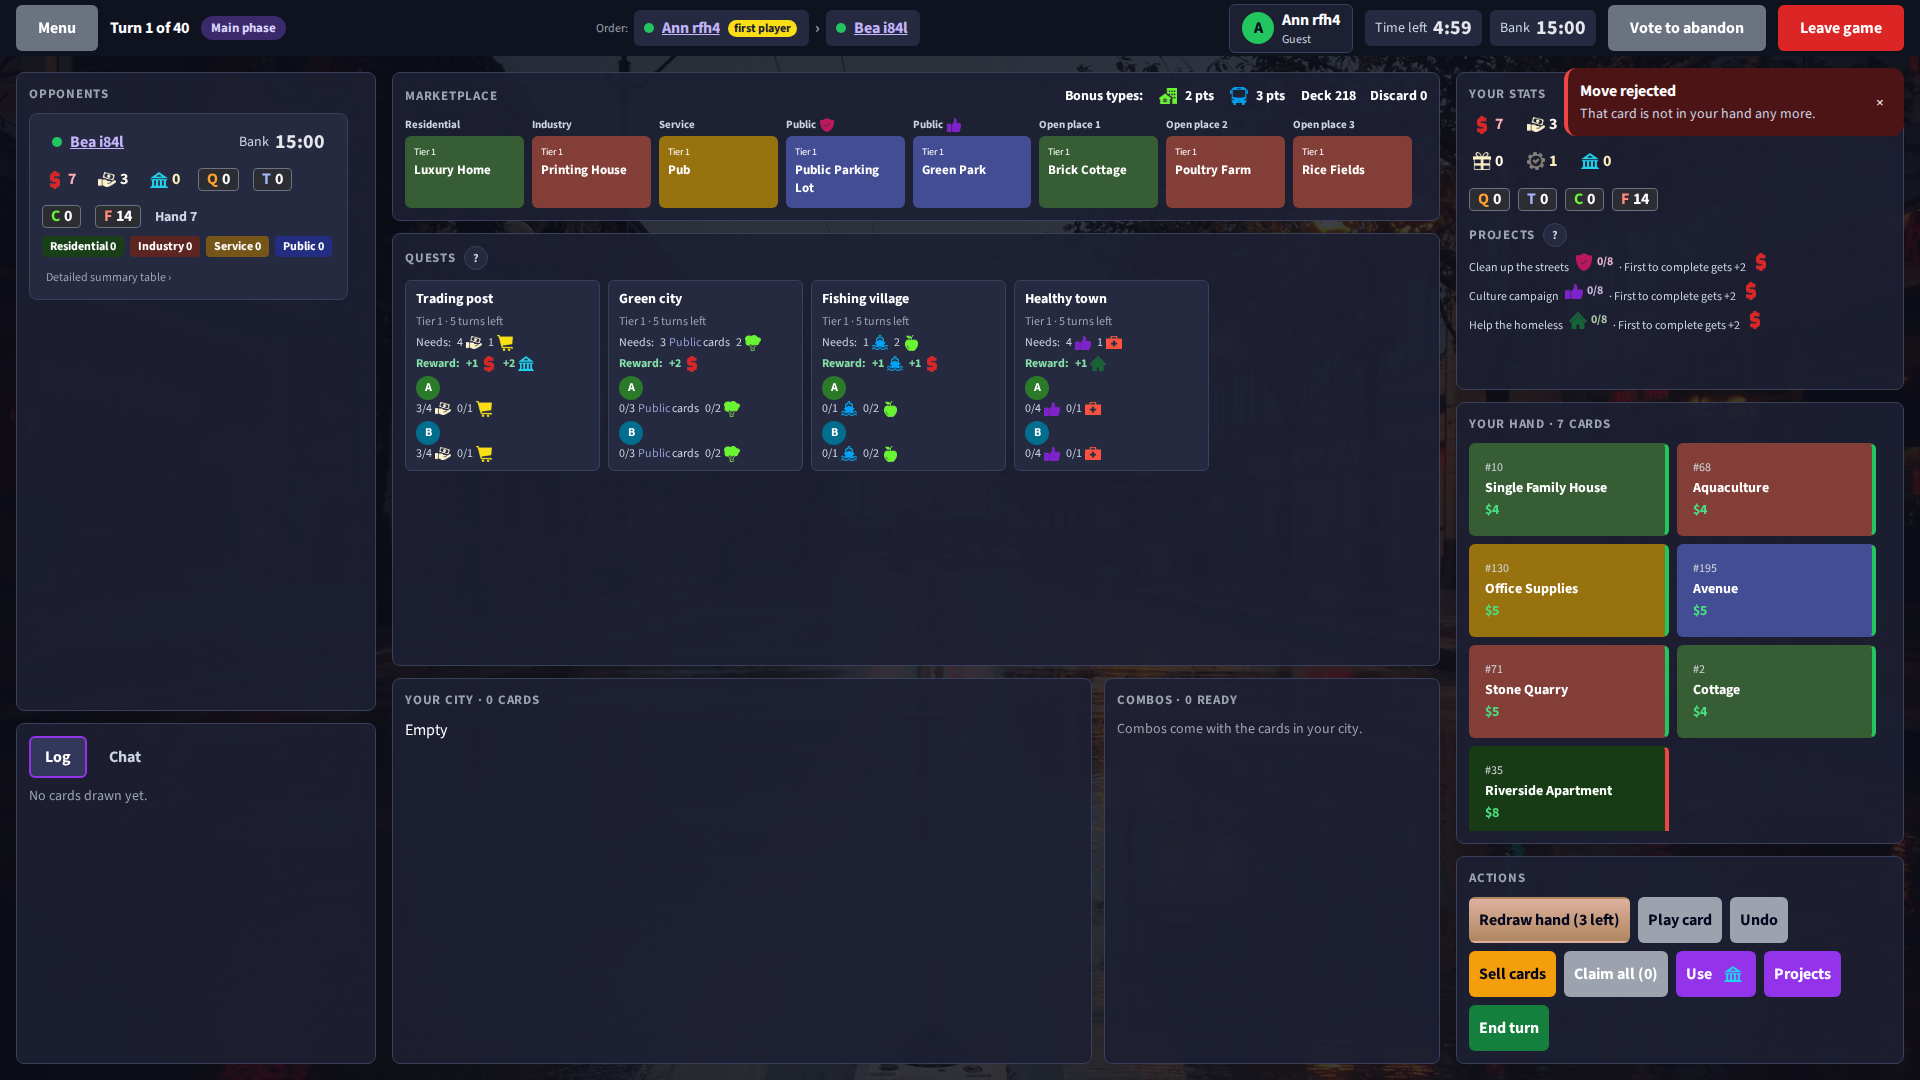 Menu
Turn 1 of 40
Main phase
Order:
Ann rfh4
first player
›
Bea i84l
A
Ann rfh4
Guest
Time left 4:59
Bank 15:00
Vote to abandon
Leave game
OPPONENTS
Bea i84l
Bank 15:00
7 3 0 Q 0 T 0
C 0 F 14 Hand 7
Residential 0 Industry 0 Service 0 Public 0
Detailed summary table ›
Log
Chat
No cards drawn yet.
MARKETPLACE
Bonus types: 2 pts 3 pts Deck 218 Discard 0
Residential
Tier 1
Luxury Home
Industry
Tier 1
Printing House
Service
Tier 1
Pub
Public
Tier 1
Public Parking
Lot
Public
Tier 1
Green Park
Open place 1
Tier 1
Brick Cottage
Open place 2
Tier 1
Poultry Farm
Open place 3
Tier 1
Rice Fields
QUESTS ?
Trading post
Tier 1 · 5 turns left
Needs: 4 1
Reward: +1 +2
A
3/4 0/1
B
3/4 0/1
Green city
Tier 1 · 5 turns left
Needs: 3 Public cards 2
Reward: +2
A
0/3 Public cards 0/2
B
0/3 Public cards 0/2
Fishing village
Tier 1 · 5 turns left
Needs: 1 2
Reward: +1 +1
A
0/1 0/2
B
0/1 0/2
Healthy town
Tier 1 · 5 turns left
Needs: 4 1
Reward: +1
A
0/4 0/1
B
0/4 0/1
YOUR CITY · 0 CARDS
Empty
COMBOS · 0 READY
Combos come with the cards in your city.
YOUR STATS
Move rejected
That card is not in your hand any more.
×
7 3
0 1 0
Q 0 T 0 C 0 F 14
PROJECTS ?
Clean up the streets 0/8 · First to complete gets +2
Culture campaign 0/8 · First to complete gets +2
Help the homeless 0/8 · First to complete gets +2
YOUR HAND · 7 CARDS
#10
Single Family House
$4
#68
Aquaculture
$4
#130
Office Supplies
$5
#195
Avenue
$5
#71
Stone Quarry
$5
#2
Cottage
$4
#35
Riverside Apartment
$8
ACTIONS
Redraw hand (3 left)
Play card
Undo
Sell cards
Claim all (0)
Use
Projects
End turn